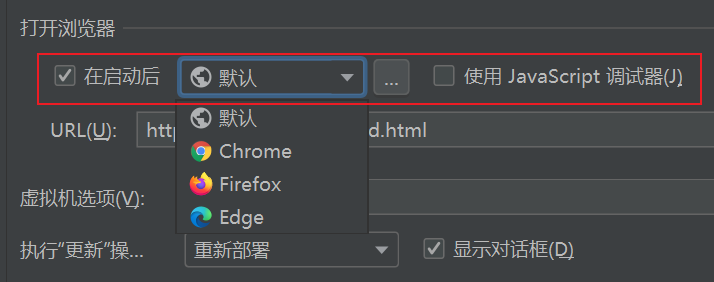 打开浏览器
在启动后 默认 ... 使用 JavaScript 调试器(J)
默认
URL(U): http d.html
Chrome
Firefox
虚拟机选项(V):
Edge
执行“更新”操... 重新部署 显示对话框(D)